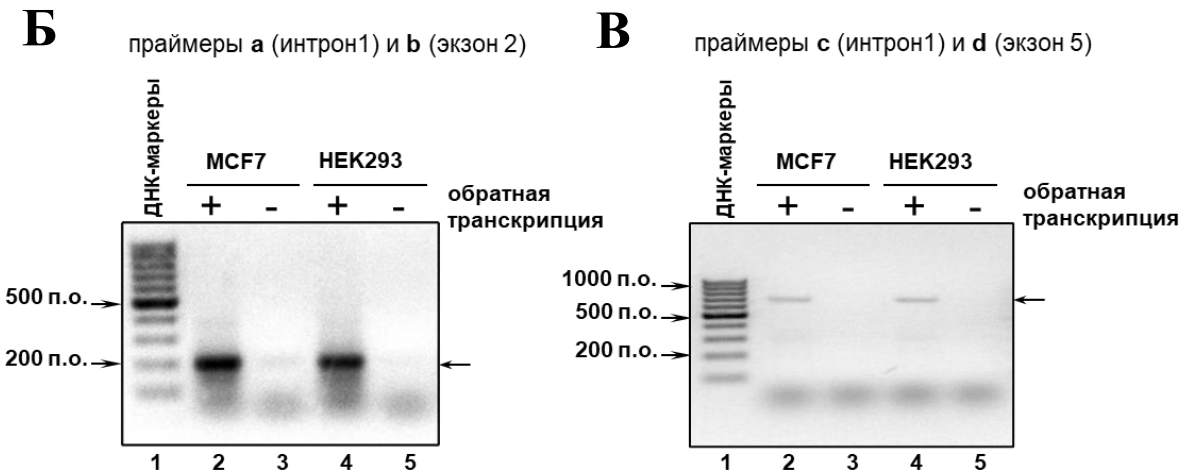 Б
праймеры a (интрон1) и b (экзон 2)
ДНК-маркеры
MCF7
HEK293
+ - + -
обратная
транскрипция
500 п.о.
200 п.о.
1 2 3 4 5
В
праймеры c (интрон1) и d (экзон 5)
ДНК-маркеры
MCF7
HEK293
+ - + -
обратная
транскрипция
1000 п.о.
500 п.о.
200 п.о.
1 2 3 4 5